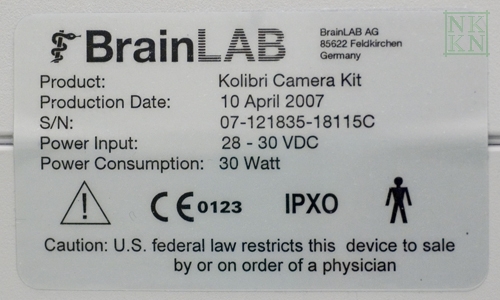 BrainLAB
BrainLAB AG
85622 Feldkirchen
Germany
NK
KN
Product: Kolibri Camera Kit
Production Date: 10 April 2007
S/N: 07-121835-18115C
Power Input: 28 - 30 VDC
Power Consumption: 30 Watt
! CE 0123 IPXO
Caution: U.S. federal law restricts this device to sale
by or on order of a physician